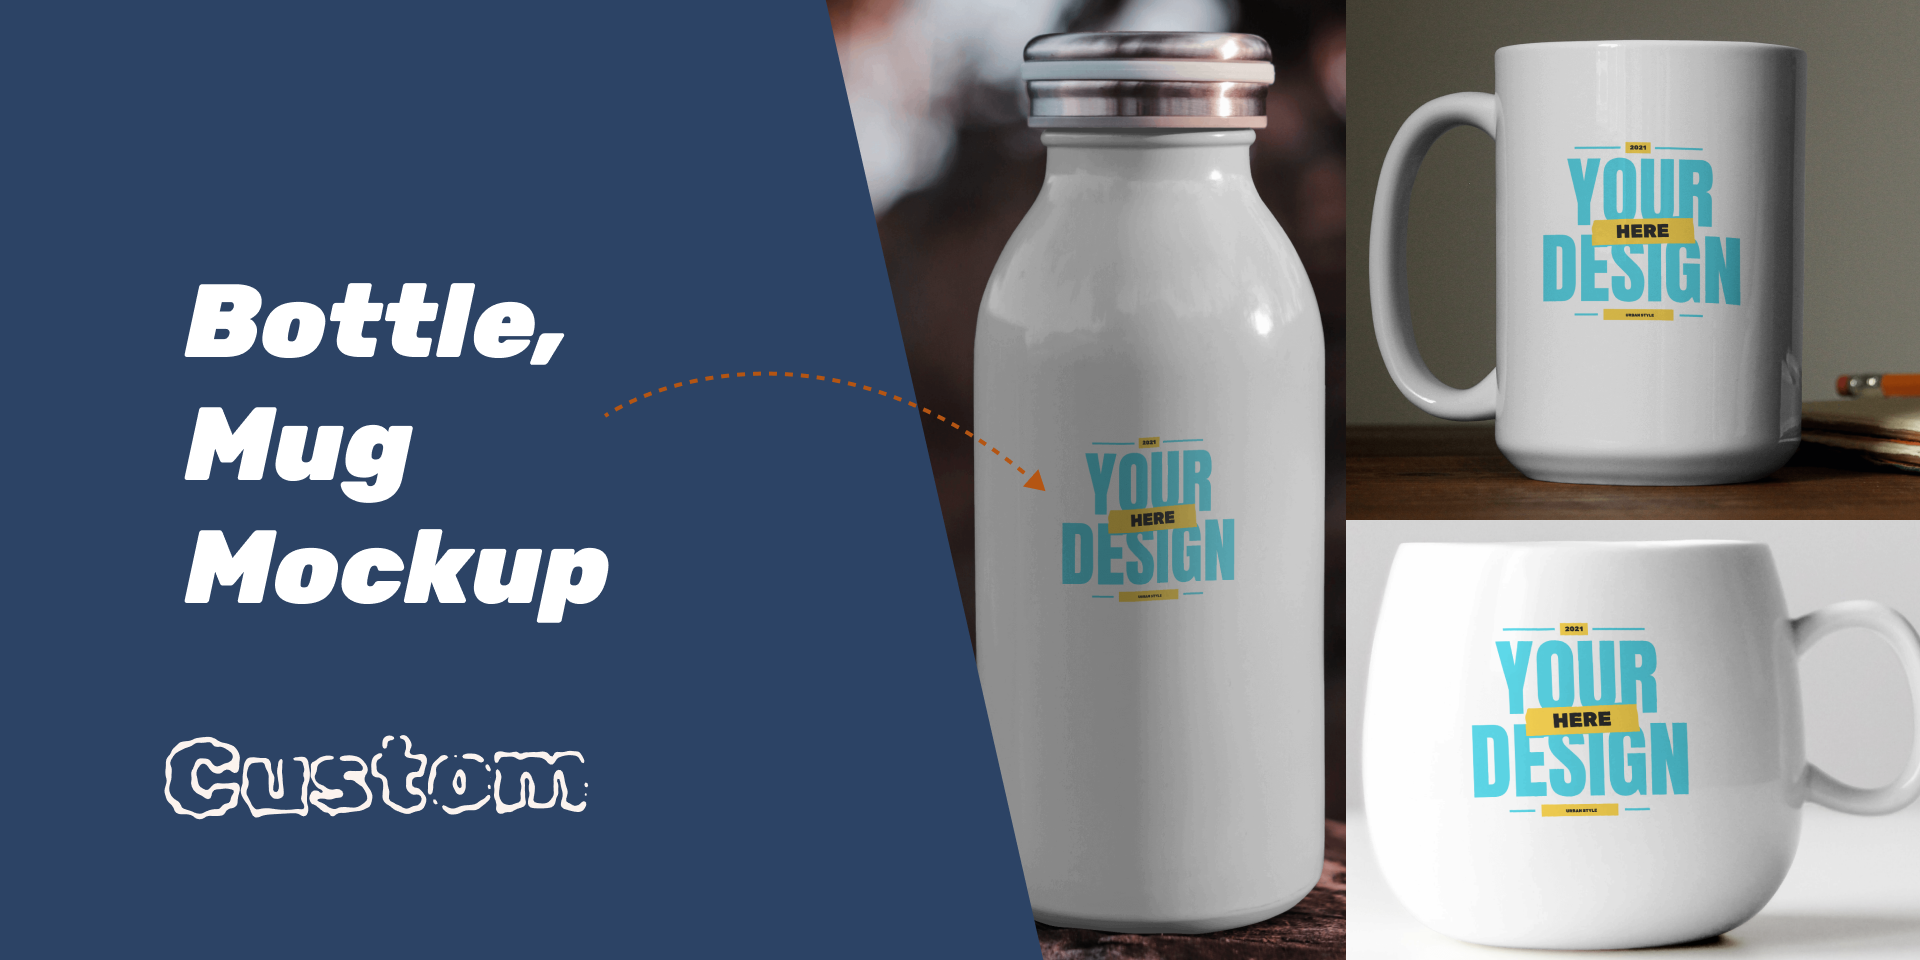 Bottle,
Mug
Mockup
Custom
2021
YOUR
HERE
DESIGN
URBAN STYLE
2021
YOUR
HERE
DESIGN
URBAN STYLE
2021
YOUR
HERE
DESIGN
URBAN STYLE